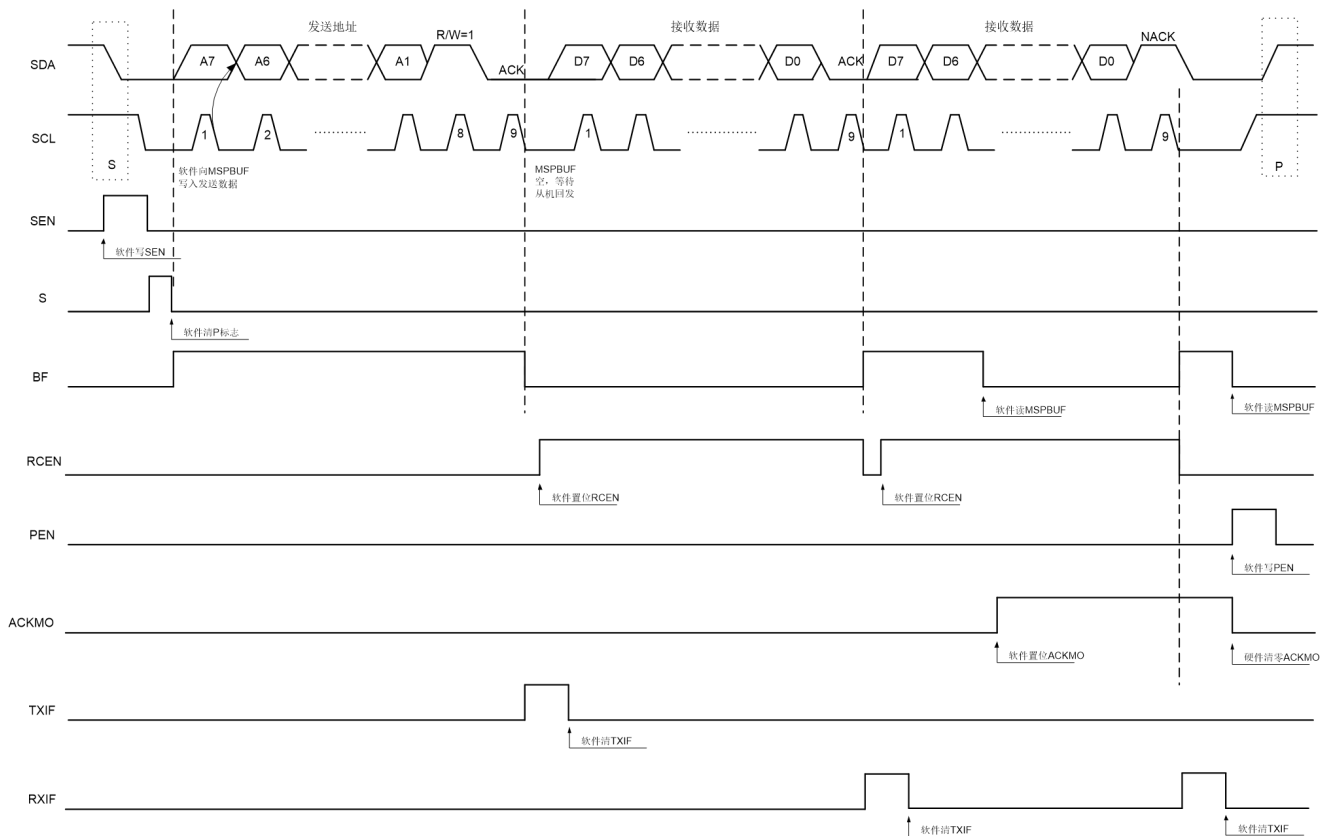 发送地址
接收数据
接收数据
R/W=1
NACK
SDA
A7
A6
A1
ACK
D7
D6
D0
ACK
D7
D6
D0
SCL
1
2
8
9
1
9
1
9
S
软件向MSPBUF
写入发送数据
MSPBUF
空，等待
从机回发
P
SEN
软件写SEN
S
软件清P标志
BF
软件读MSPBUF
软件读MSPBUF
RCEN
软件置位RCEN
软件置位RCEN
PEN
软件写PEN
ACKMO
软件置位ACKMO
硬件清零ACKMO
TXIF
软件清TXIF
RXIF
软件清TXIF
软件清TXIF